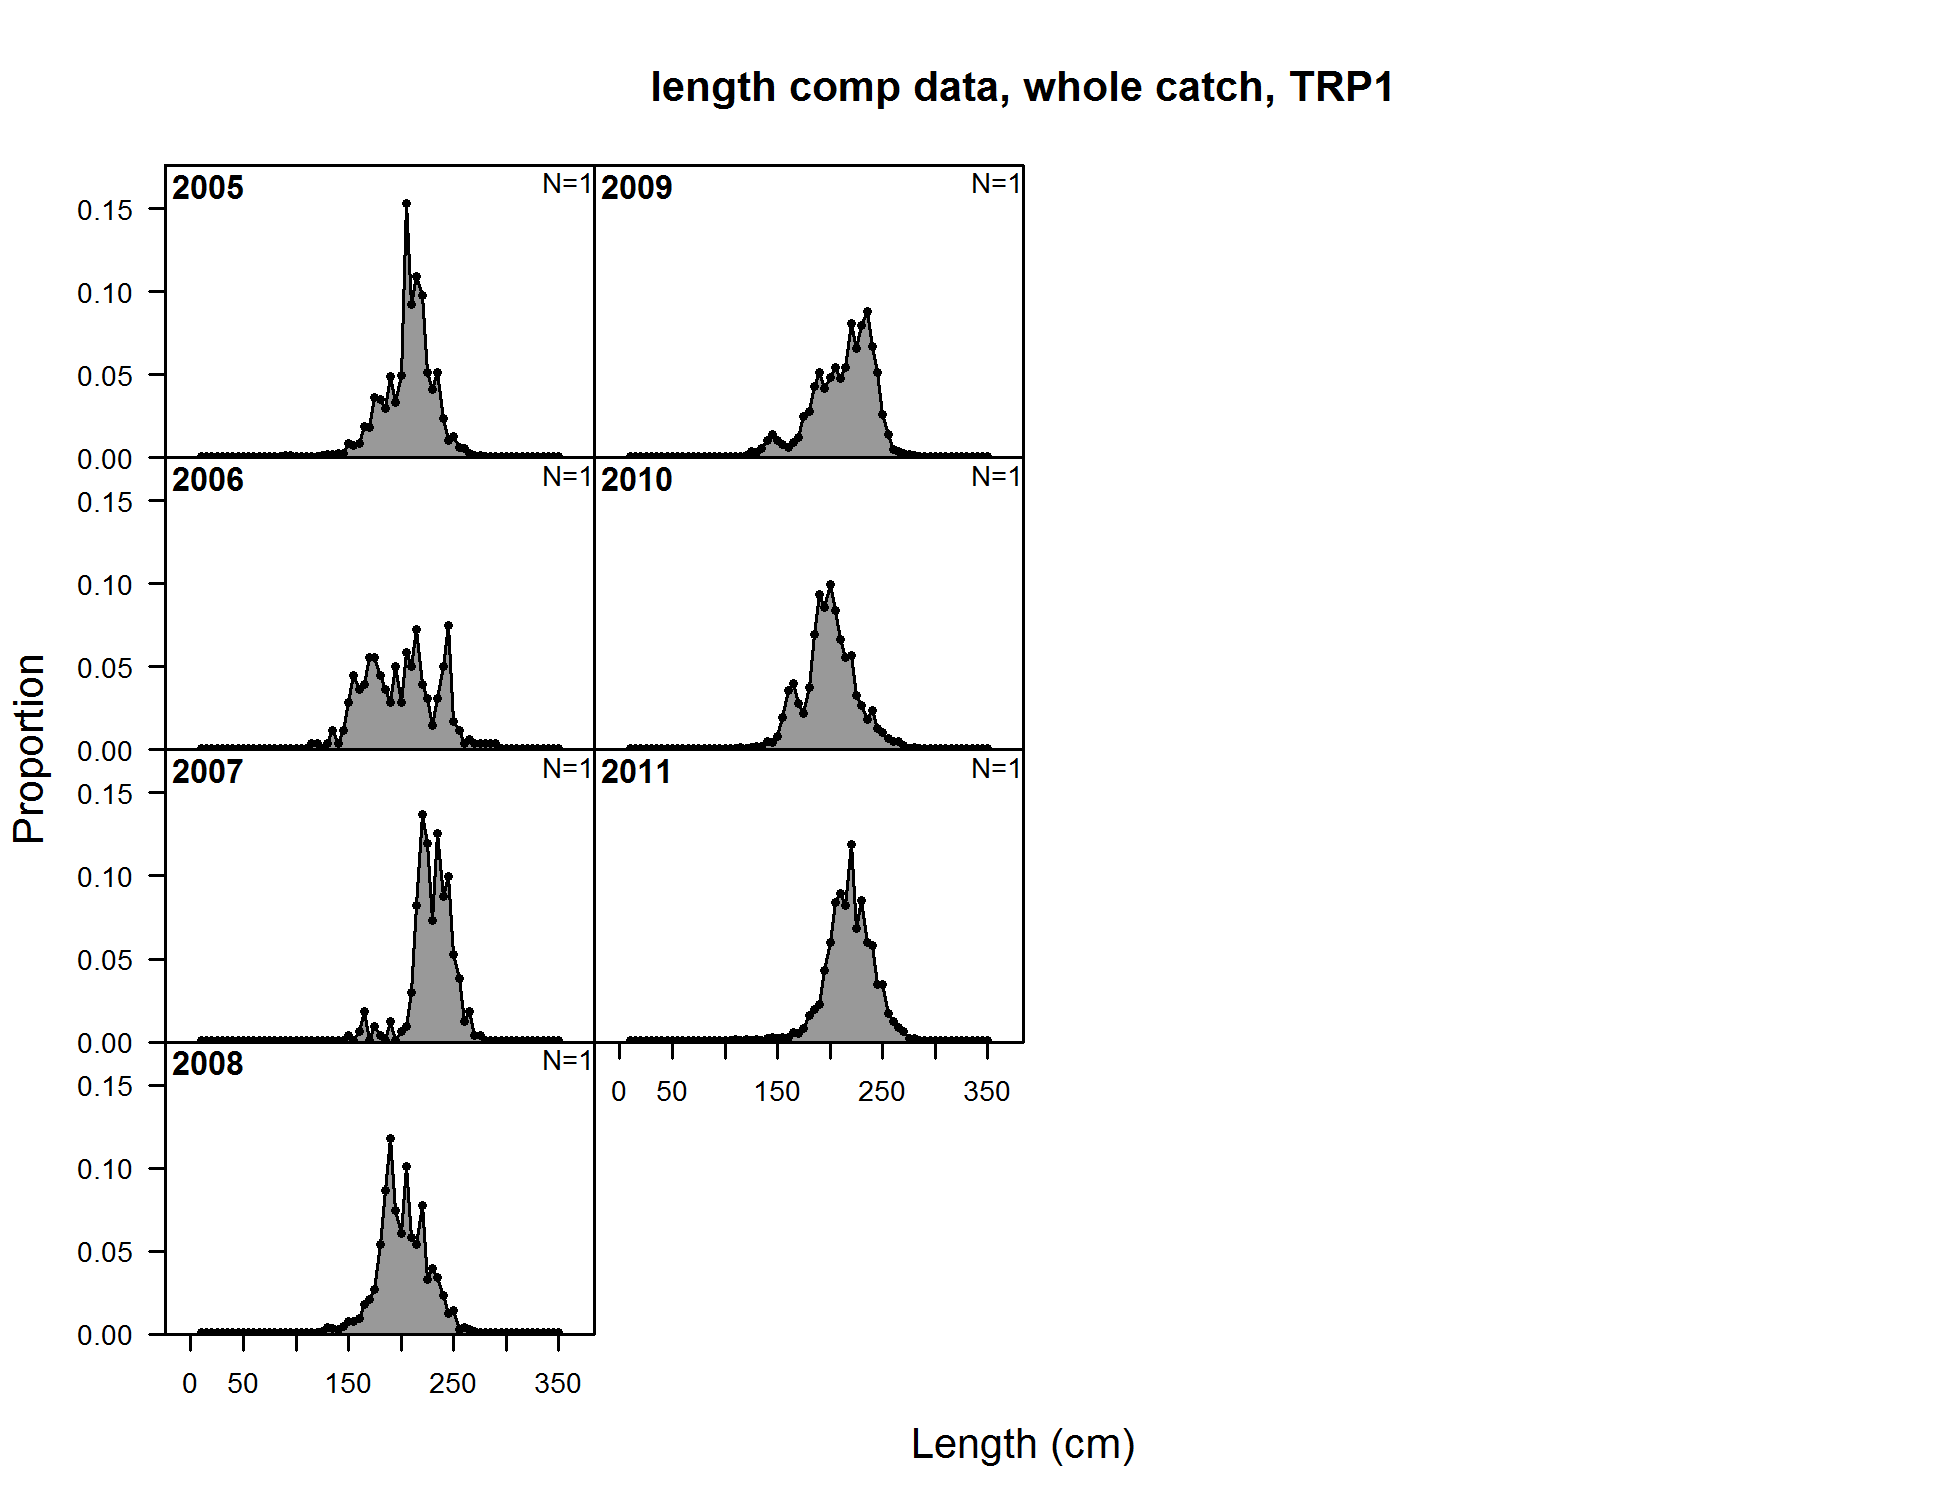 length comp data, whole catch, TRP1
2005 N=1
2009 N=1
0.15
0.10
0.05
0.00
2006 N=1
2010 N=1
0.15
0.10
0.05
0.00
2007 N=1
2011 N=1
0.15
0.10
0.05
0.00
0 50 150 250 350
2008 N=1
0.15
0.10
0.05
0.00
0 50 150 250 350
Proportion
Length (cm)